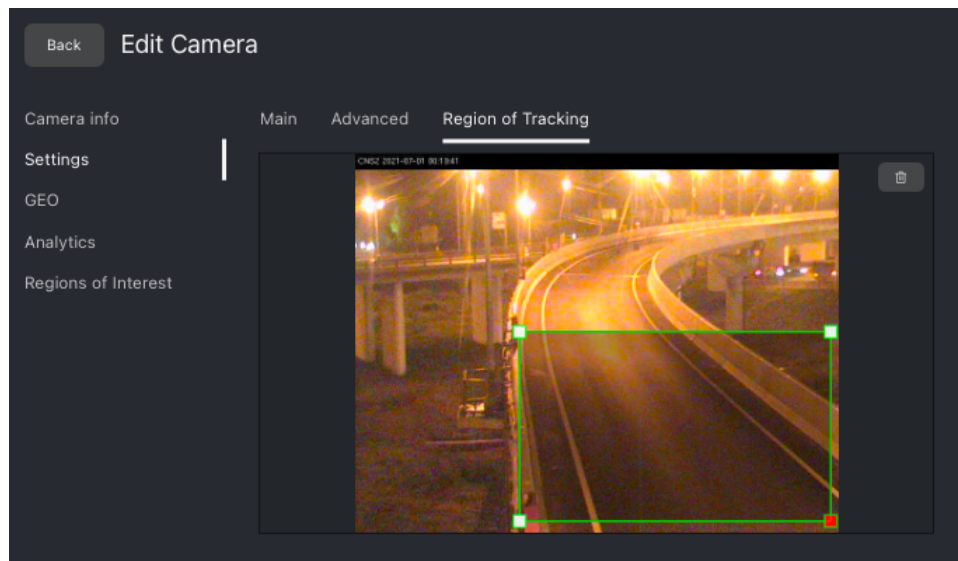 Back
Edit Camera
Camera info
Settings
GEO
Analytics
Regions of Interest
Main
Advanced
Region of Tracking
CNS2 2021-07-01 00:19:41